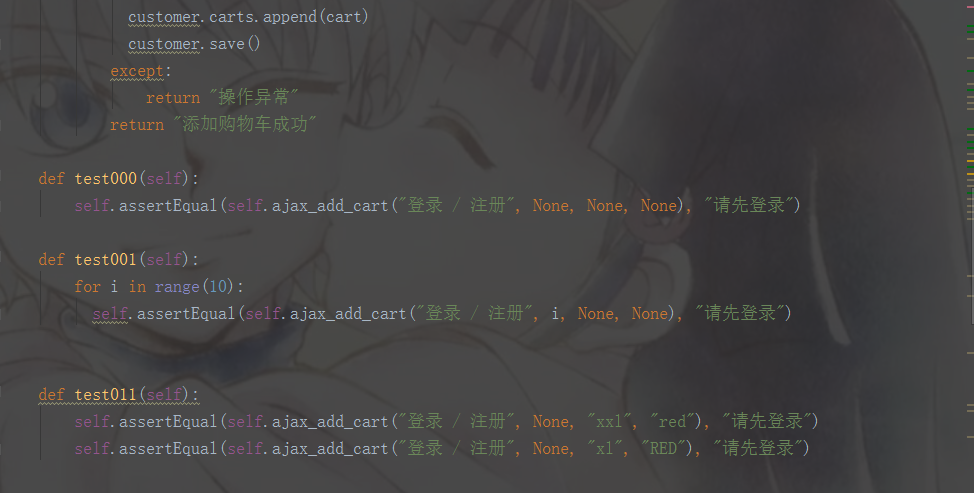 customer.carts.append(cart)
customer.save()
except:
return "操作异常"
return "添加购物车成功"
def test000(self):
self.assertEqual(self.ajax_add_cart("登录 / 注册", None, None, None), "请先登录")
def test001(self):
for i in range(10):
self.assertEqual(self.ajax_add_cart("登录 / 注册", i, None, None), "请先登录")
def test011(self):
self.assertEqual(self.ajax_add_cart("登录 / 注册", None, "xxl", "red"), "请先登录")
self.assertEqual(self.ajax_add_cart("登录 / 注册", None, "xl", "RED"), "请先登录")